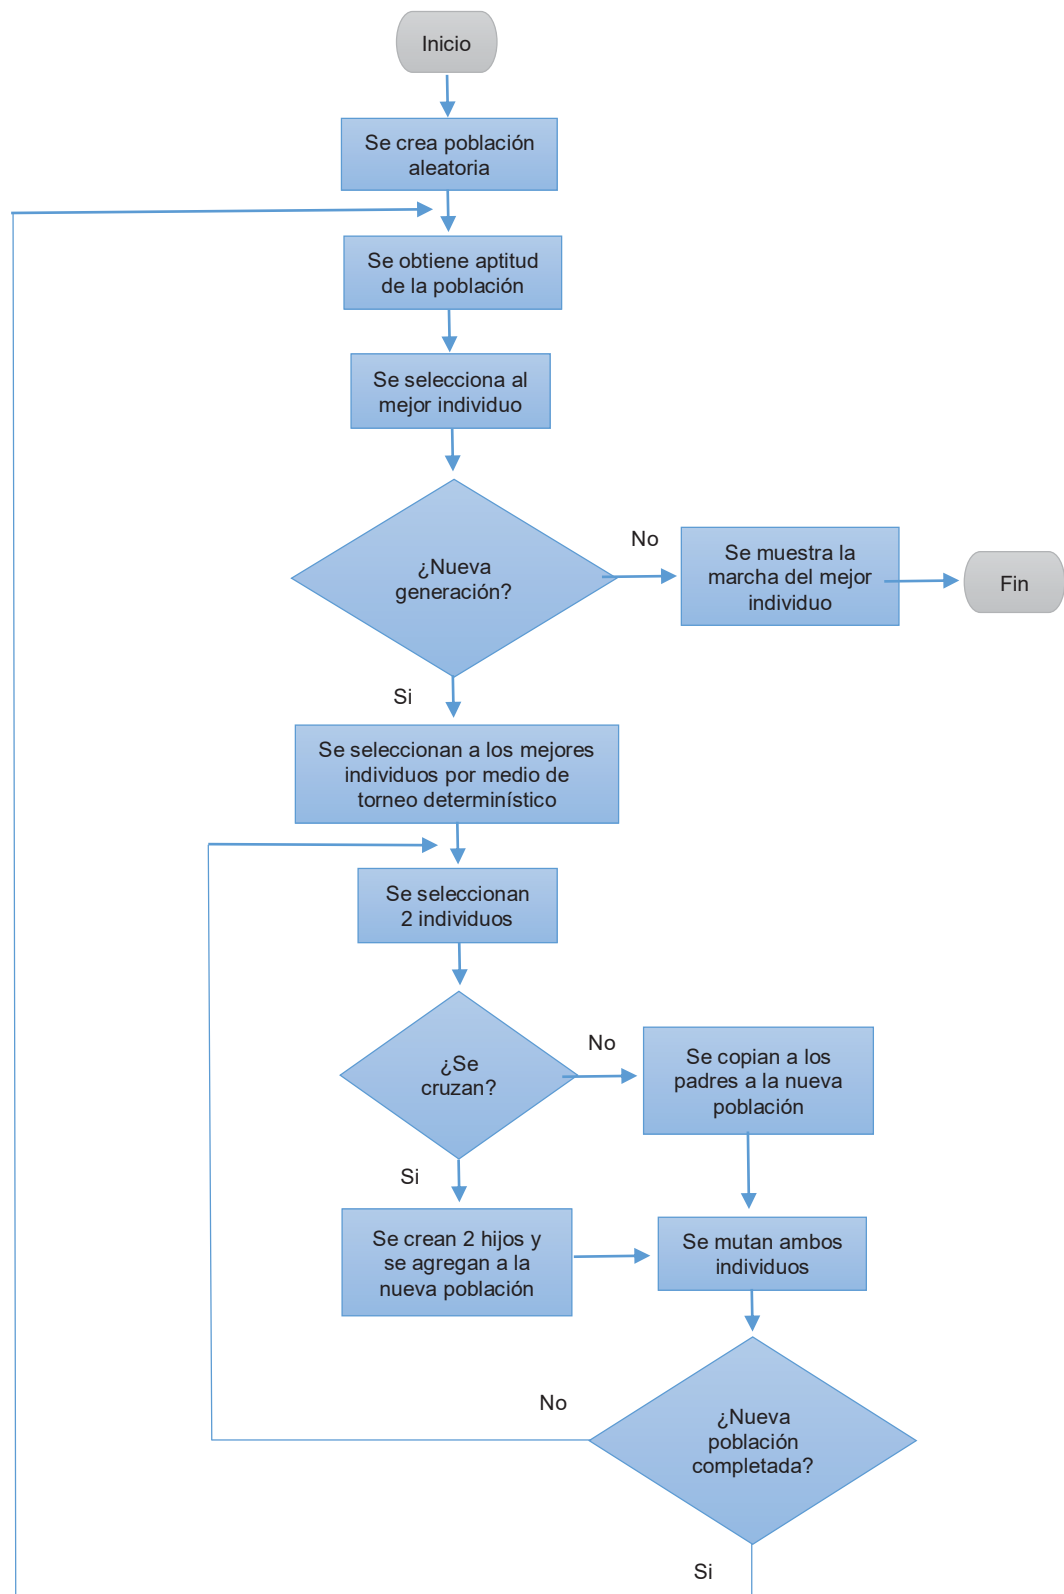 Inicio
Se crea población
aleatoria
Se obtiene aptitud
de la población
Se selecciona al
mejor individuo
¿Nueva
generación?
No
Se muestra la
marcha del mejor
individuo
Fin
Si
Se seleccionan a los mejores
individuos por medio de
torneo determinístico
Se seleccionan
2 individuos
¿Se
cruzan?
No
Se copian a los
padres a la nueva
población
Si
Se crean 2 hijos y
se agregan a la
nueva población
Se mutan ambos
individuos
No
¿Nueva
población
completada?
Si